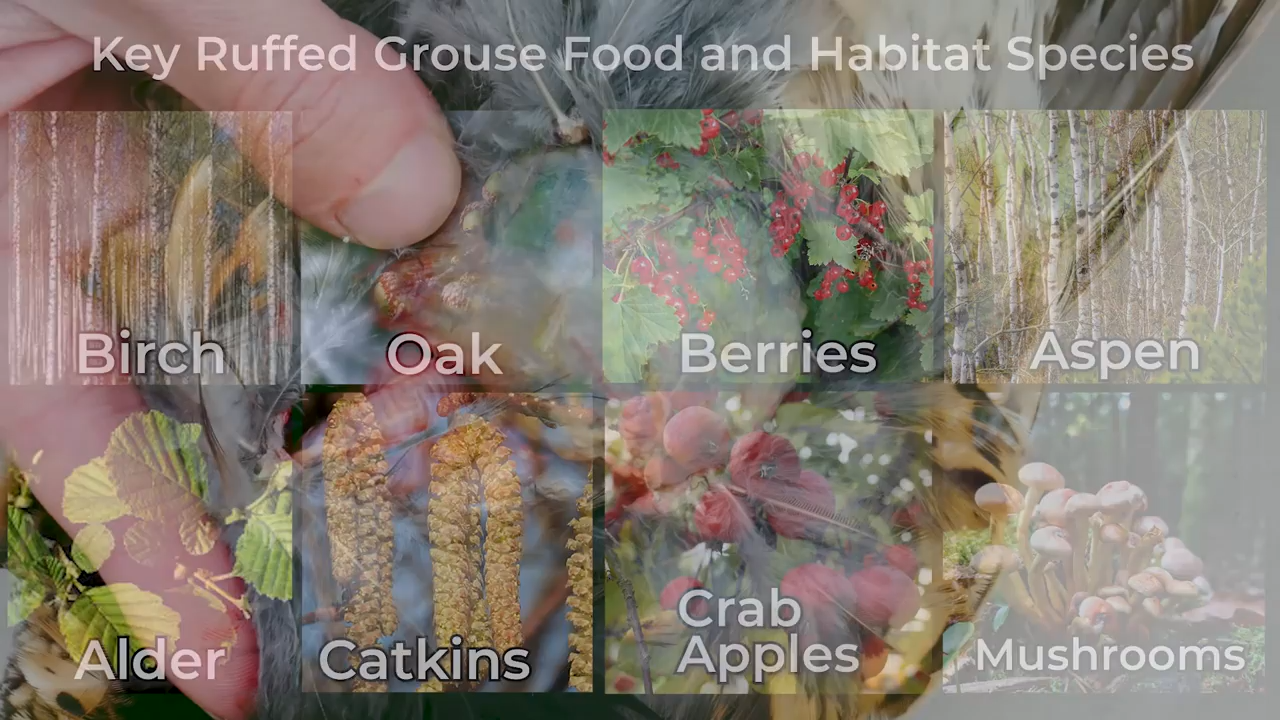 Key Ruffed Grouse Food and Habitat Species
Birch
Oak
Berries
Aspen
Alder
Catkins
Crab
Apples
Mushrooms